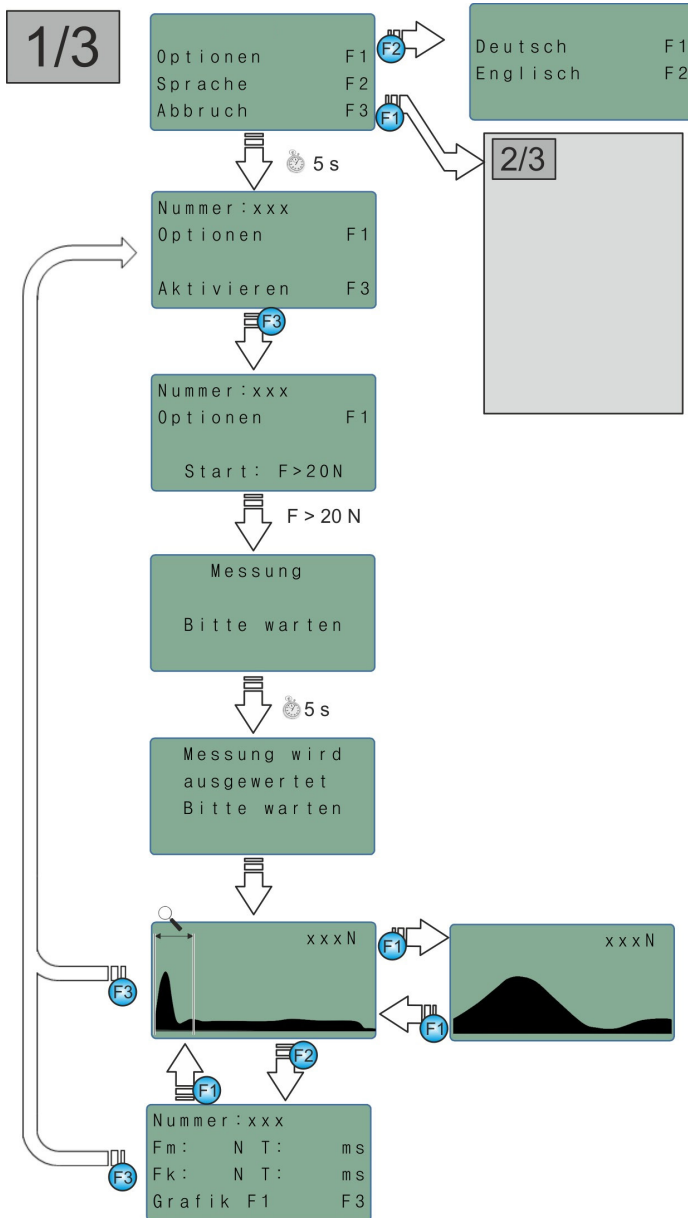 1/3
Optionen F1
Sprache F2
Abbruch F3
F2
Deutsch F1
Englisch F2
F1
2/3
5 s
Nummer:xxx
Optionen F1
Aktivieren F3
F3
Nummer:xxx
Optionen F1
Start: F>20N
F > 20 N
Messung
Bitte warten
5 s
Messung wird
ausgewertet
Bitte warten
xxxN
F1
xxxN
F1
F3
F2
F1
Nummer:xxx
Fm: N T: ms
Fk: N T: ms
Grafik F1 F3
F3